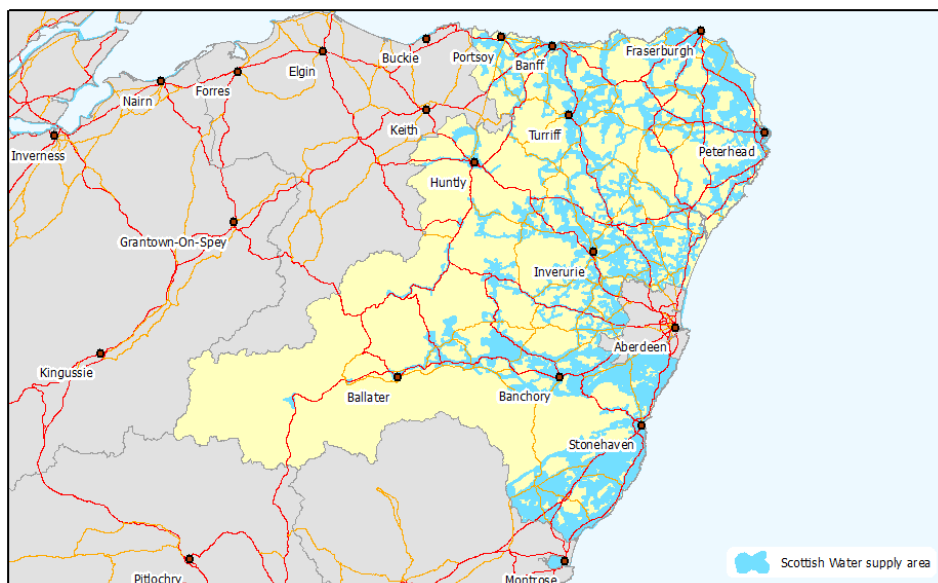 Portsoy
Fraserburgh
Buckie
Banff
Elgin
Forres
Nairn
Keith
Turriff
Inverness
Peterhead
Huntly
Grantown-On-Spey
Inverurie
Aberdeen
Kingussie
Ballater
Banchory
Stonehaven
Scottish Water supply area
Pitlochry
Montrose